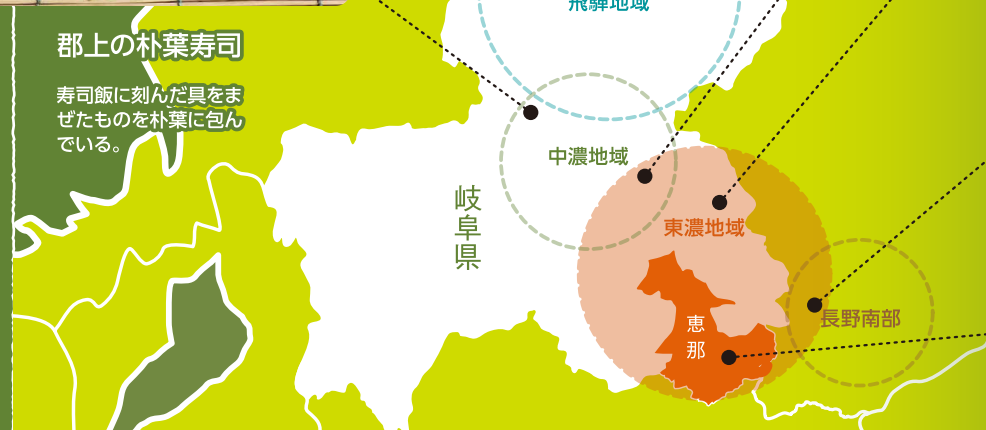 飛騨地域
郡上の朴葉寿司
寿司飯に刻んだ具をま
ぜたものを朴葉に包ん
でいる。
中濃地域
岐阜県
東濃地域
恵那
長野南部